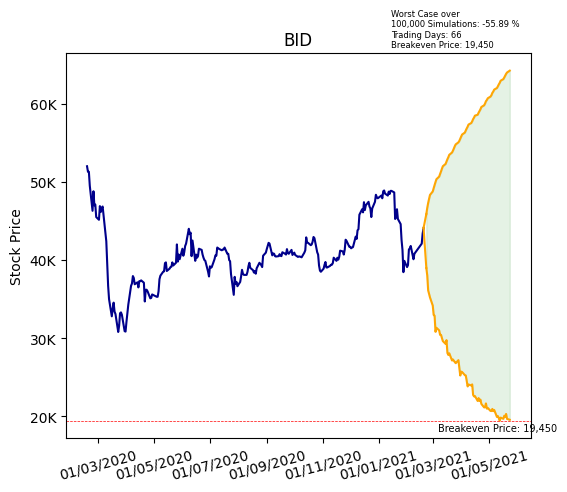 Worst Case over
100,000 Simulations: -55.89 %
Trading Days: 66
Breakeven Price: 19,450
BID
Stock Price
60K
50K
40K
30K
20K
Breakeven Price: 19,450
01/03/2020
01/05/2020
01/07/2020
01/09/2020
01/11/2020
01/01/2021
01/03/2021
01/05/2021